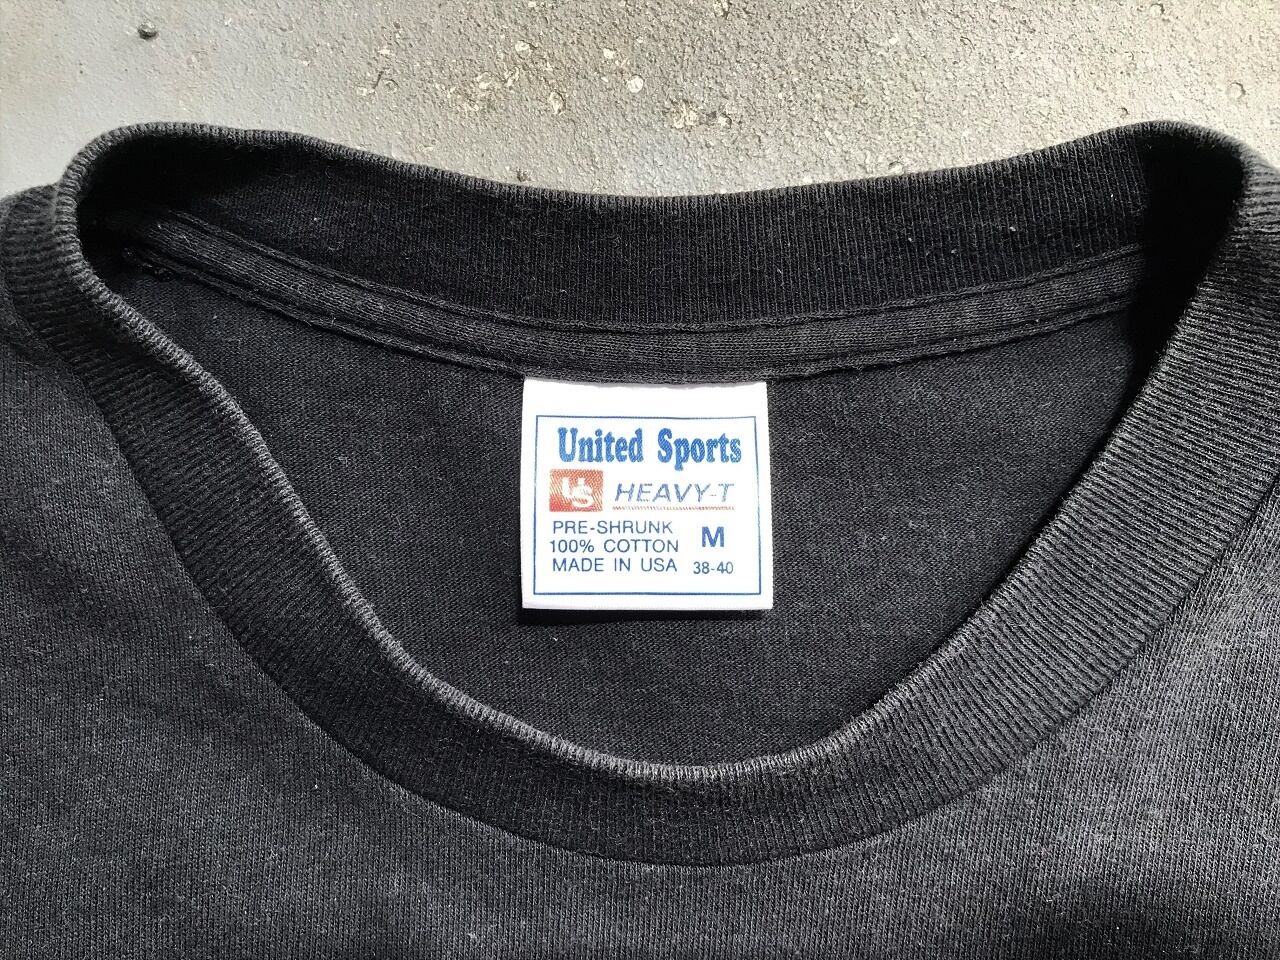 United Sports
US HEAVY-T
PRE-SHRUNK
100% COTTON
MADE IN USA
M
38-40